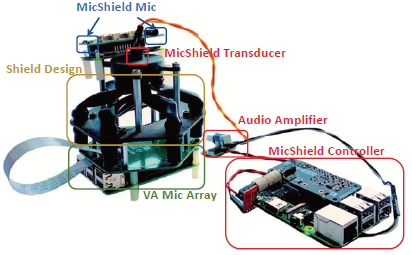 MicShield Mic
MicShield Transducer
Shield Design
Audio Amplifier
MicShield Controller
VA Mic Array